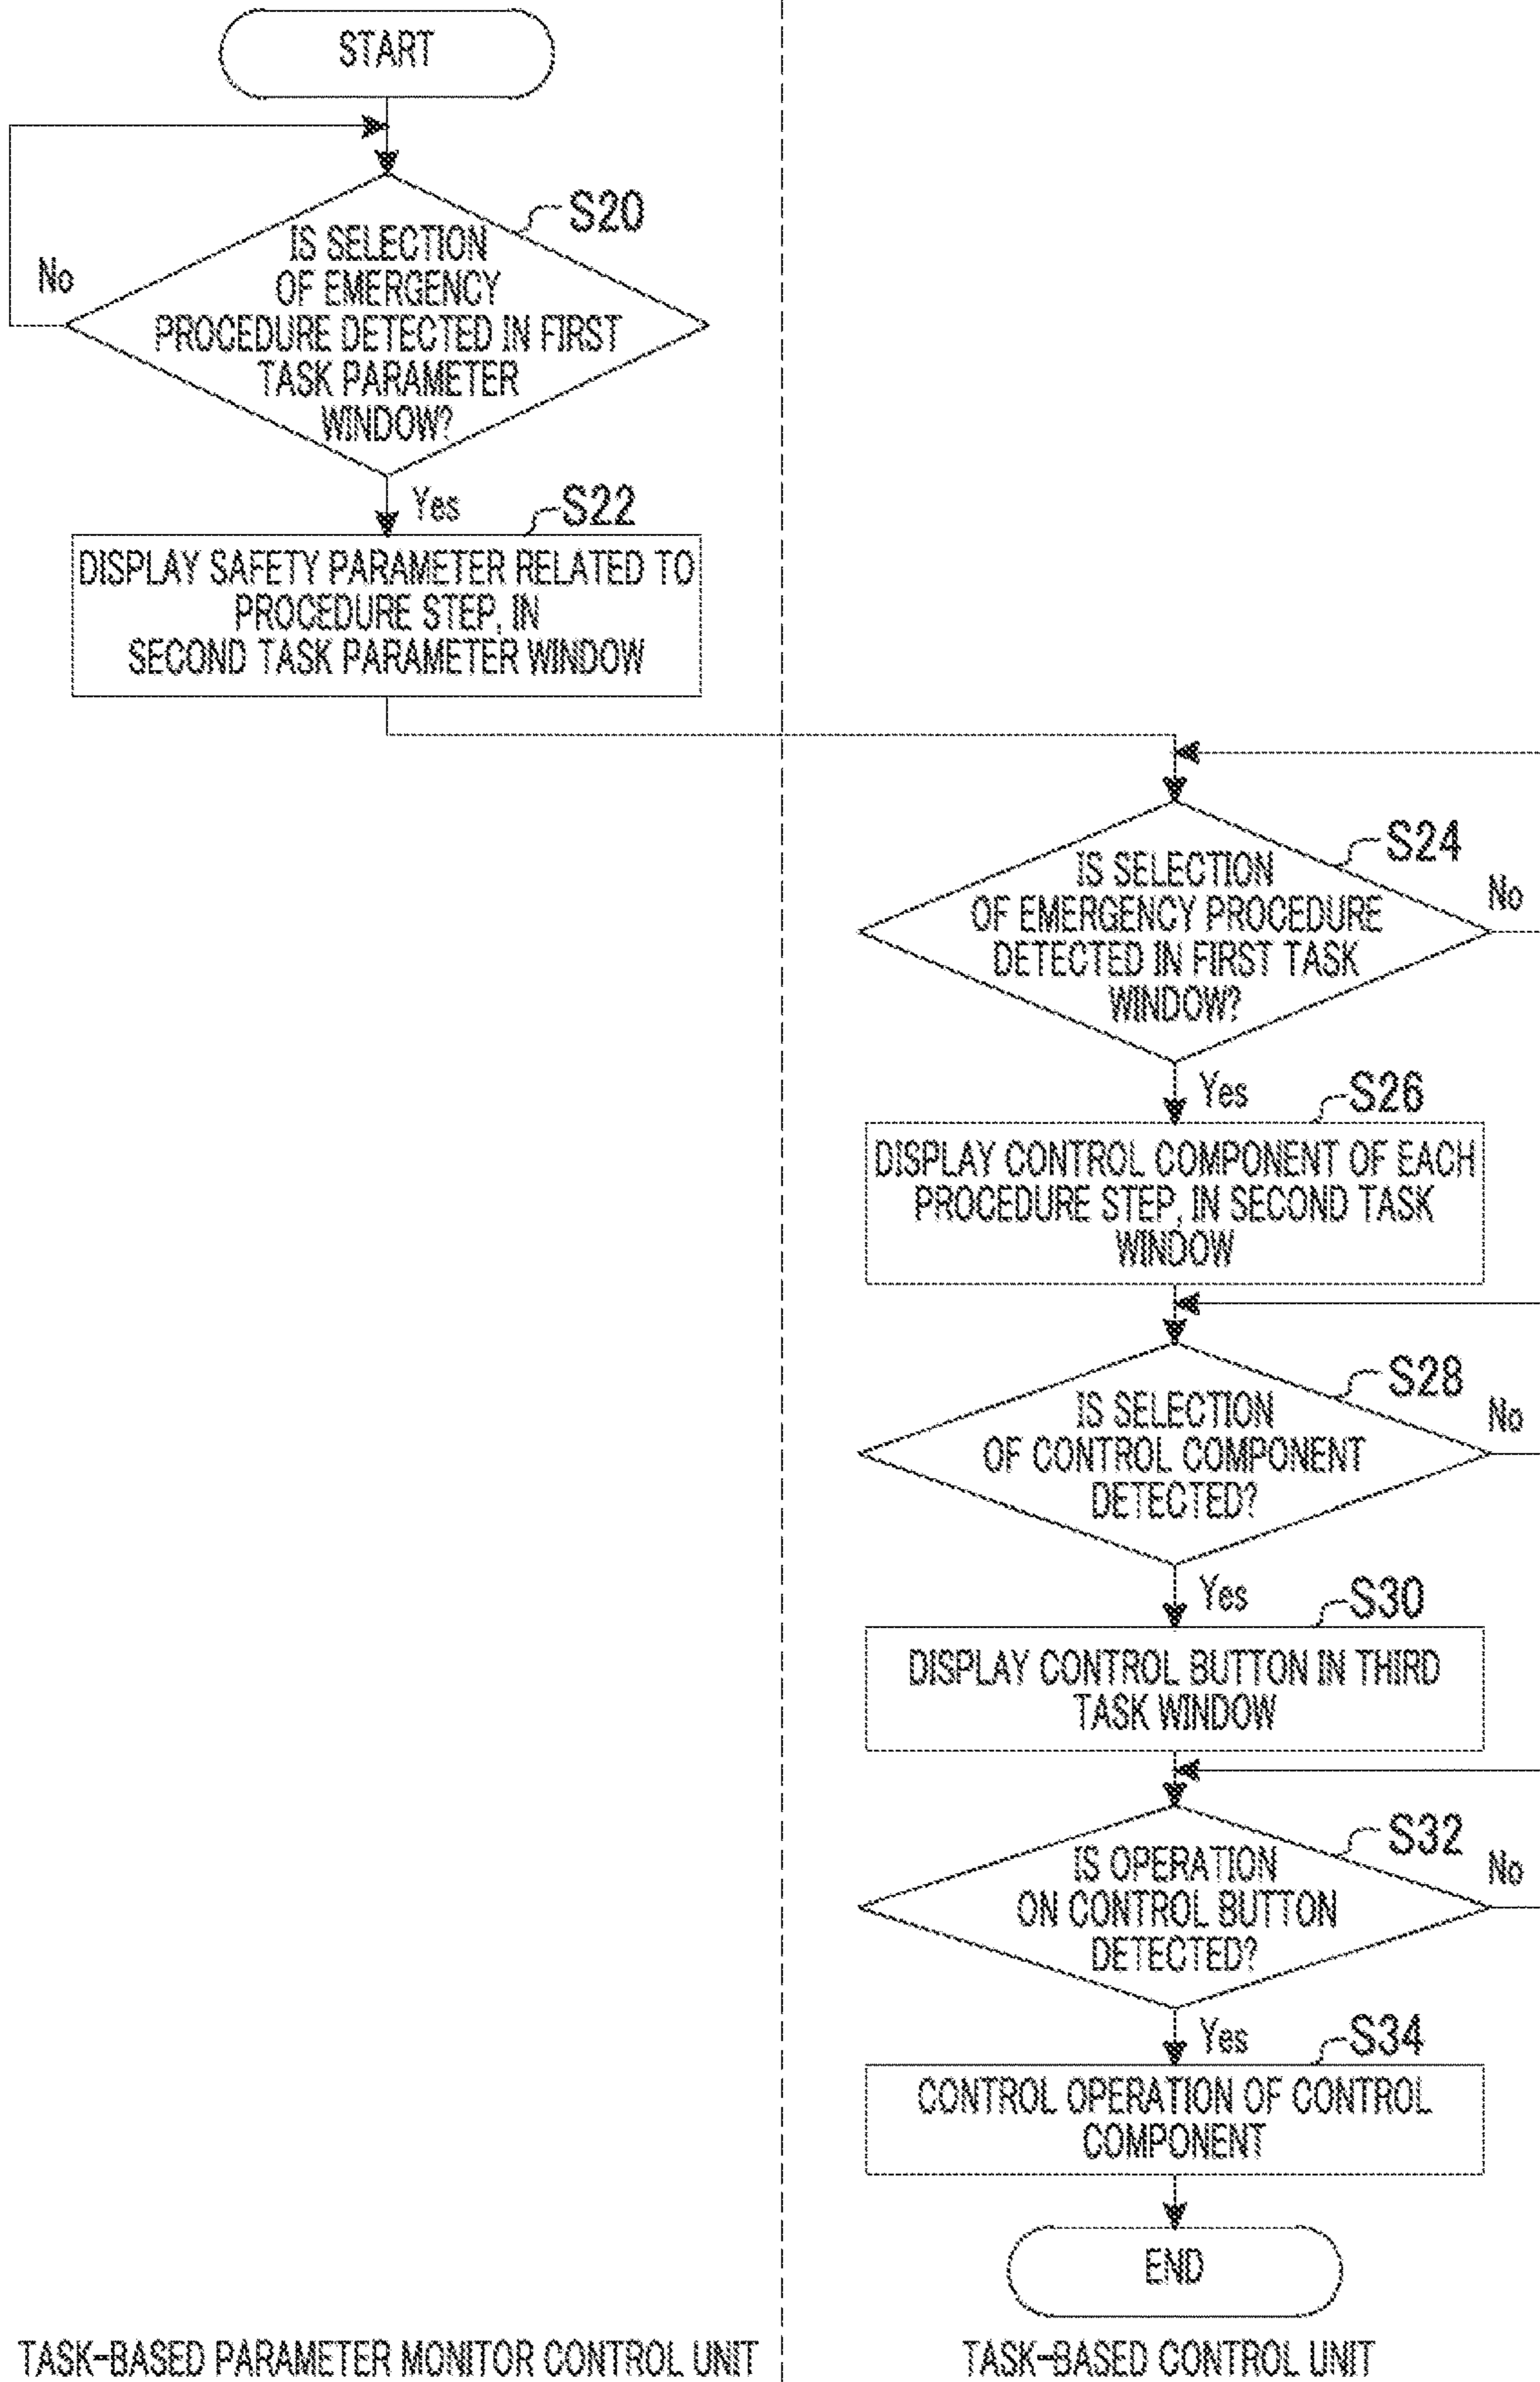 START
S20
IS SELECTION
OF EMERGENCY
PROCEDURE DETECTED IN FIRST
TASK PARAMETER
WINDOW?
No
Yes
S22
DISPLAY SAFETY PARAMETER RELATED TO
PROCEDURE STEP, IN
SECOND TASK PARAMETER WINDOW
S24
IS SELECTION
OF EMERGENCY PROCEDURE
DETECTED IN FIRST TASK
WINDOW?
No
Yes
S26
DISPLAY CONTROL COMPONENT OF EACH
PROCEDURE STEP, IN SECOND TASK
WINDOW
S28
IS SELECTION
OF CONTROL COMPONENT
DETECTED?
No
Yes
S30
DISPLAY CONTROL BUTTON IN THIRD
TASK WINDOW
S32
IS OPERATION
ON CONTROL BUTTON
DETECTED?
No
Yes
S34
CONTROL OPERATION OF CONTROL
COMPONENT
END
TASK-BASED PARAMETER MONITOR CONTROL UNIT
TASK-BASED CONTROL UNIT